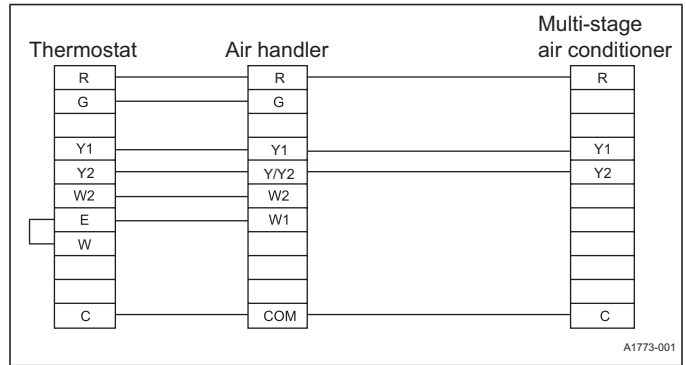 Multi-stage
Thermostat Air handler air conditioner
R R R
G G
Y1 Y1 Y1
Y2 Y/Y2 Y2
W2 W2
E W1
W
C COM C
A1773-001